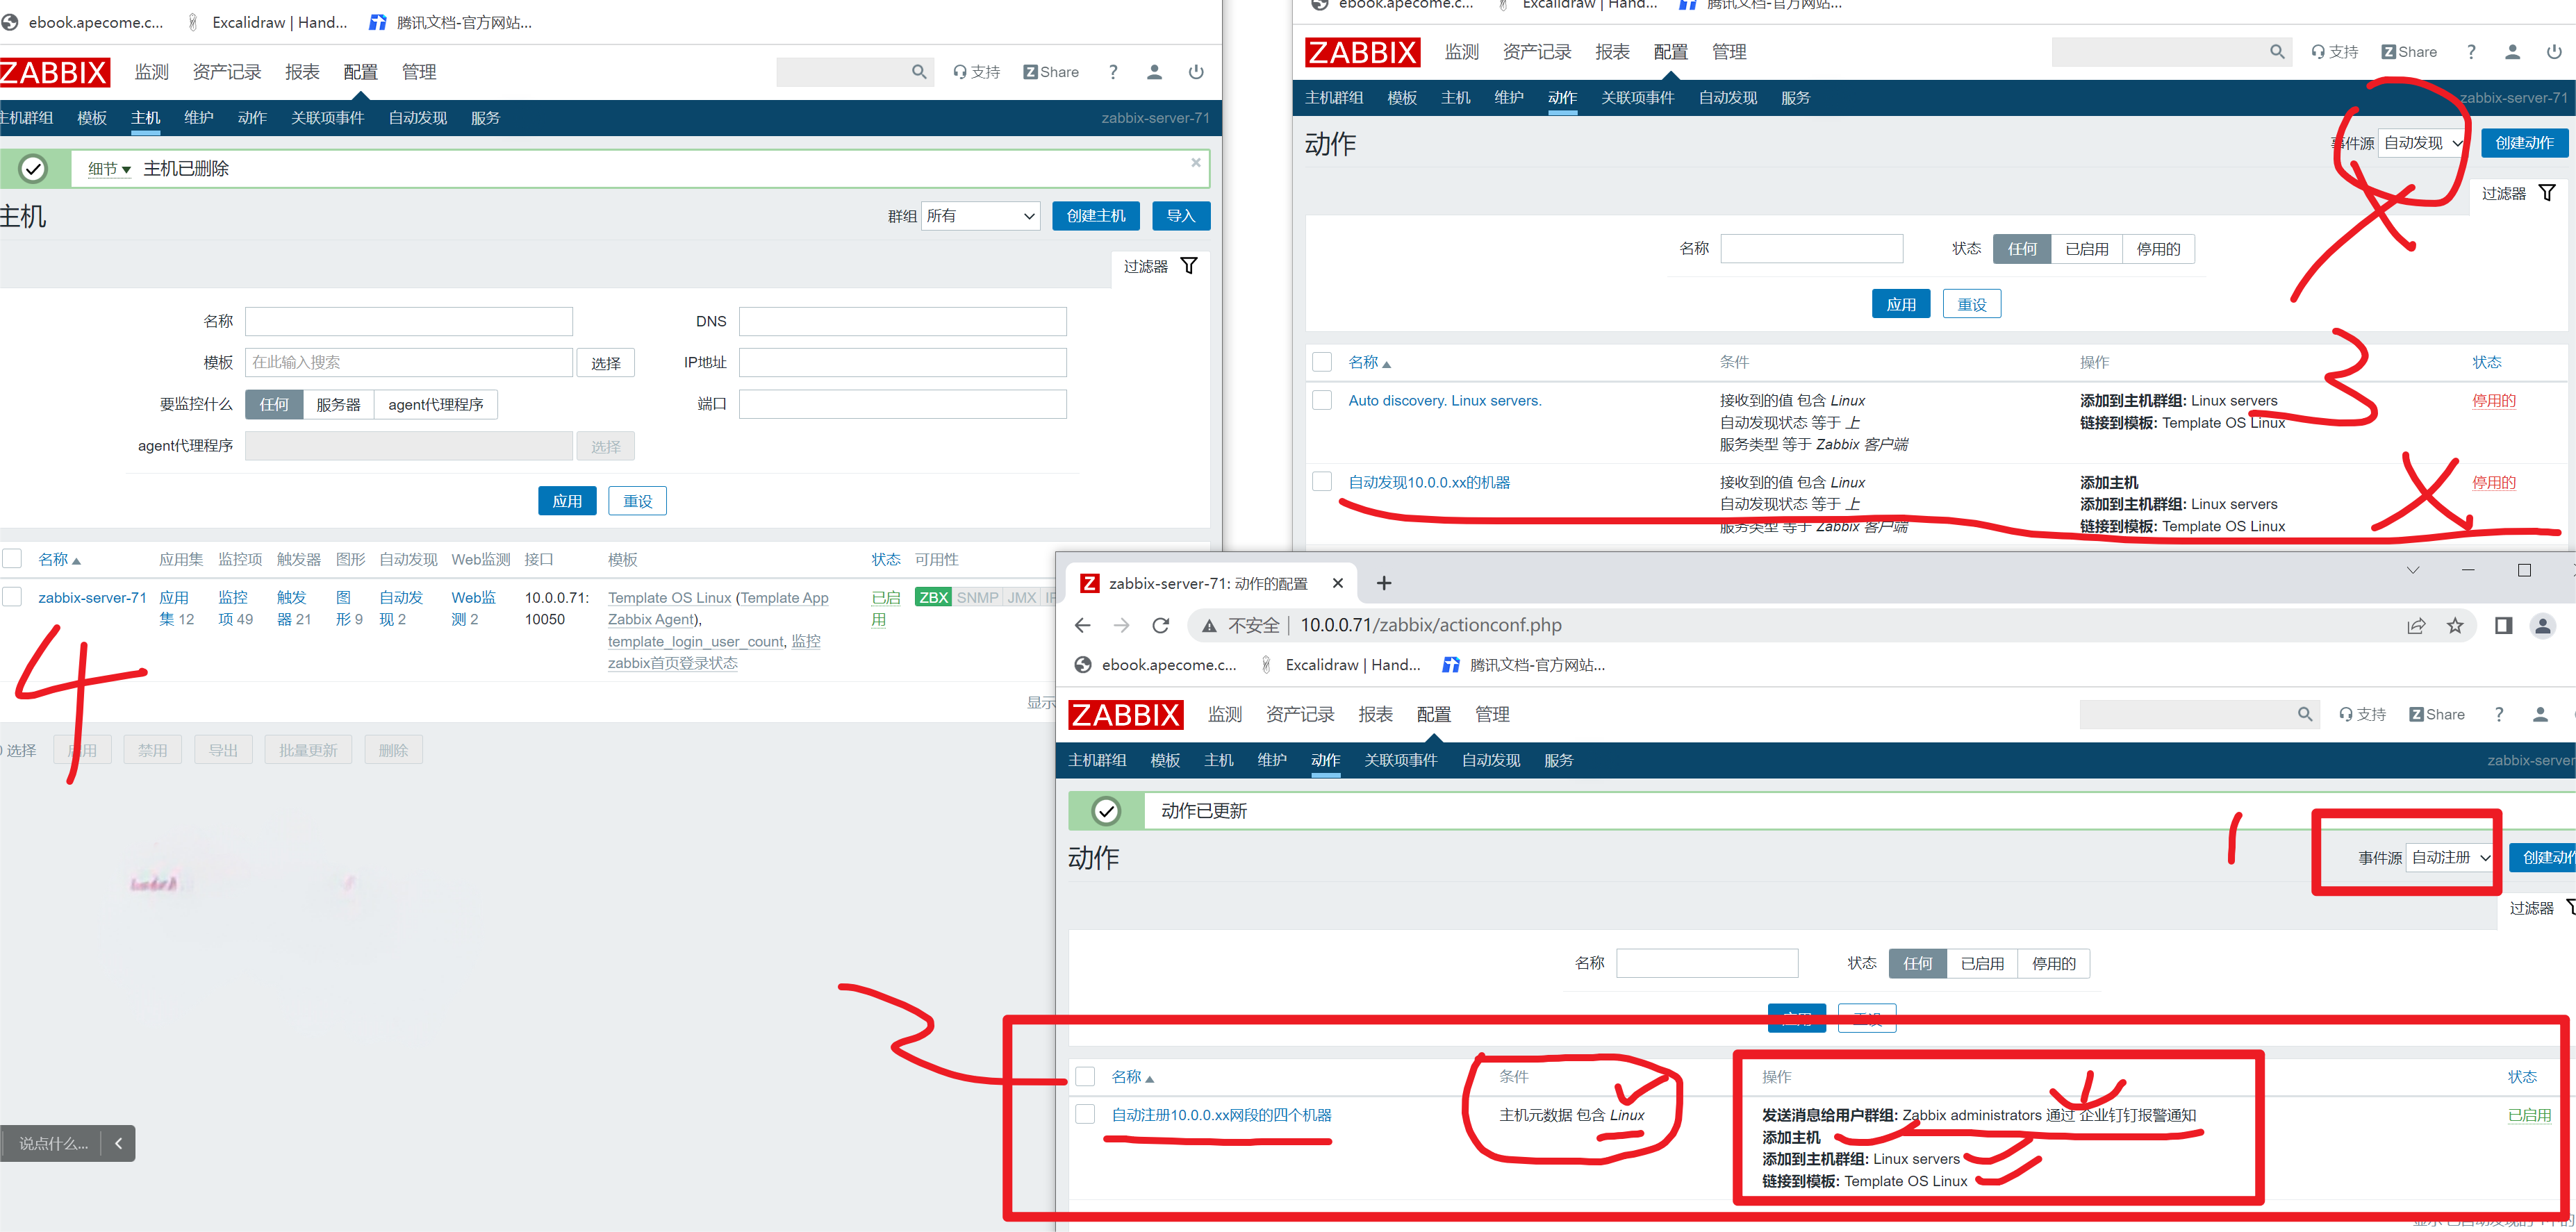 ebook.apecome.c... Excalidraw | Hand... 腾讯文档-官方网站...
ZABBIX 监测 资产记录 报表 配置 管理 支持 Z Share ?
主机群组 模板 主机 维护 动作 关联项事件 自动发现 服务 zabbix-server-71
细节 主机已删除 ×
主机 群组 所有 创建主机 导入
过滤器
名称 DNS
模板 在此输入搜索 选择 IP地址
要监控什么 任何 服务器 agent代理程序 端口
agent代理程序 选择
应用 重设
名称 应用集 监控项 触发器 图形 自动发现 Web监测 接口 模板 状态 可用性
zabbix-server-71 应用 监控 触发 图 自动发 Web监 10.0.0.71: Template OS Linux (Template App 已启 ZBX SNMP JMX IP
集 12 项 49 器 21 形 9 现 2 测 2 10050 Zabbix Agent), 用
template_login_user_count, 监控
zabbix首页登录状态
4
显示
0 选择 启用 禁用 导出 批量更新 删除
说点什么...
ebook.apecome.c... Excalidraw | Hand... 腾讯文档-官方网站...
ZABBIX 监测 资产记录 报表 配置 管理 支持 Z Share ?
主机群组 模板 主机 维护 动作 关联项事件 自动发现 服务 zabbix-server-71
动作 事件源 自动发现 创建动作
过滤器
名称 状态 任何 已启用 停用的
应用 重设
3
名称 条件 操作 状态
Auto discovery. Linux servers. 接收到的值 包含 Linux 添加到主机群组: Linux servers 停用的
自动发现状态 等于 上 链接到模板: Template OS Linux
服务类型 等于 Zabbix 客户端
自动发现10.0.0.xx的机器 接收到的值 包含 Linux 添加主机 停用的
自动发现状态 等于 上 添加到主机群组: Linux servers
服务类型 等于 Zabbix 客户端 链接到模板: Template OS Linux
Z zabbix-server-71: 动作的配置
不安全 | 10.0.0.71/zabbix/actionconf.php
ebook.apecome.c... Excalidraw | Hand... 腾讯文档-官方网站...
ZABBIX 监测 资产记录 报表 配置 管理 支持 Z Share ?
主机群组 模板 主机 维护 动作 关联项事件 自动发现 服务 zabbix-server
动作已更新
1
动作 事件源 自动注册 创建动作
过滤器
名称 状态 任何 已启用 停用的
应用 重设
2
名称 条件 操作 状态
自动注册10.0.0.xx网段的四个机器 主机元数据 包含 Linux 发送消息给用户群组: Zabbix administrators 通过 企业钉钉报警通知 已启用
添加主机
添加到主机群组: Linux servers
链接到模板: Template OS Linux